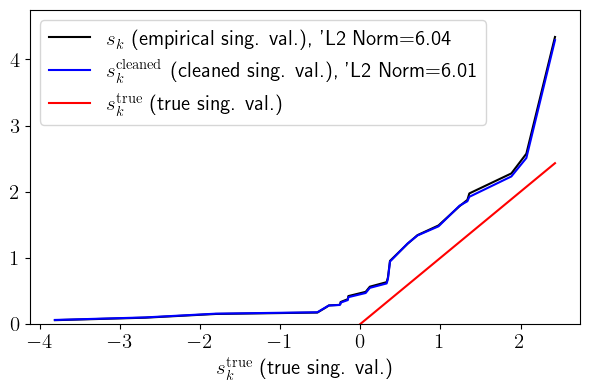 s_k (empirical sing. val.), 'L2 Norm=6.04
s_k^cleaned (cleaned sing. val.), 'L2 Norm=6.01
s_k^true (true sing. val.)
4
3
2
1
0
−4 −3 −2 −1 0 1 2
s_k^true (true sing. val.)